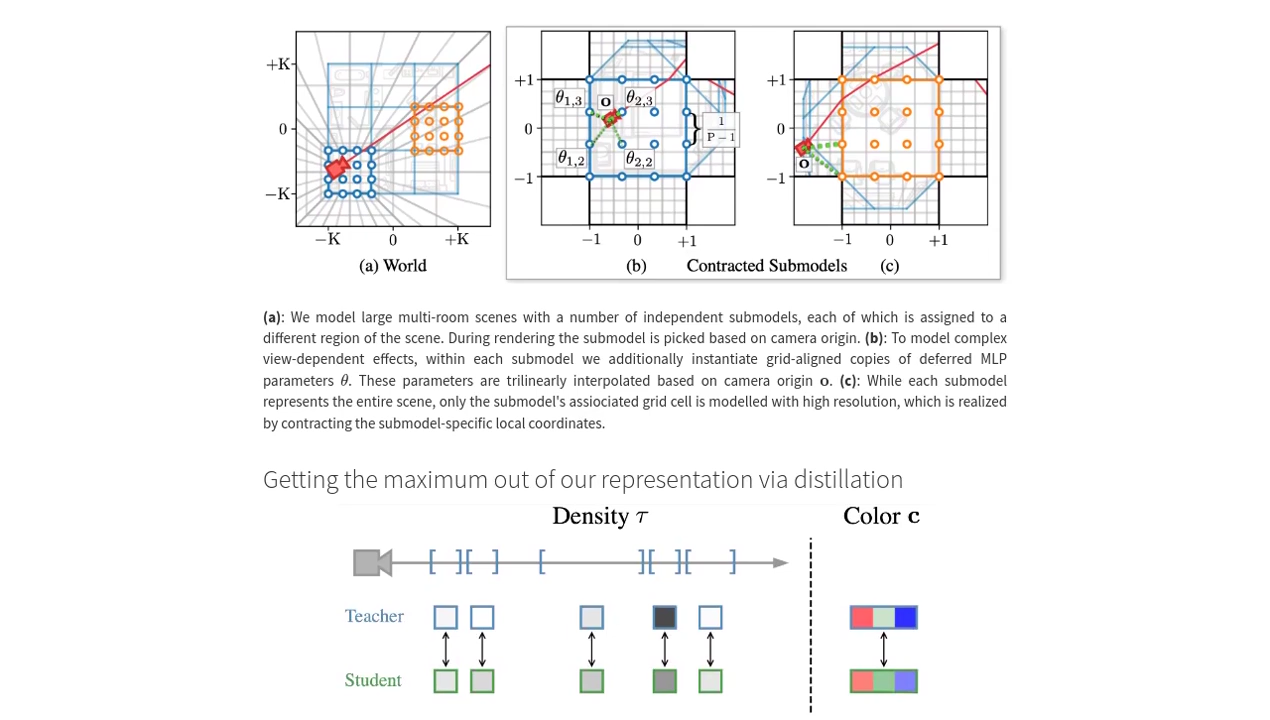 +K
0
−K
−K 0 +K
(a) World
+1
0
−1
θ1,3 o θ2,3
θ1,2 θ2,2
1
P − 1
−1 0 +1
(b) Contracted Submodels (c)
+1
0
−1
o
−1 0 +1
(a): We model large multi-room scenes with a number of independent submodels, each of which is assigned to a
different region of the scene. During rendering the submodel is picked based on camera origin. (b): To model complex
view-dependent effects, within each submodel we additionally instantiate grid-aligned copies of deferred MLP
parameters θ. These parameters are trilinearly interpolated based on camera origin o. (c): While each submodel
represents the entire scene, only the submodel's assiociated grid cell is modelled with high resolution, which is realized
by contracting the submodel-specific local coordinates.
Getting the maximum out of our representation via distillation
Density τ Color c
Teacher
Student